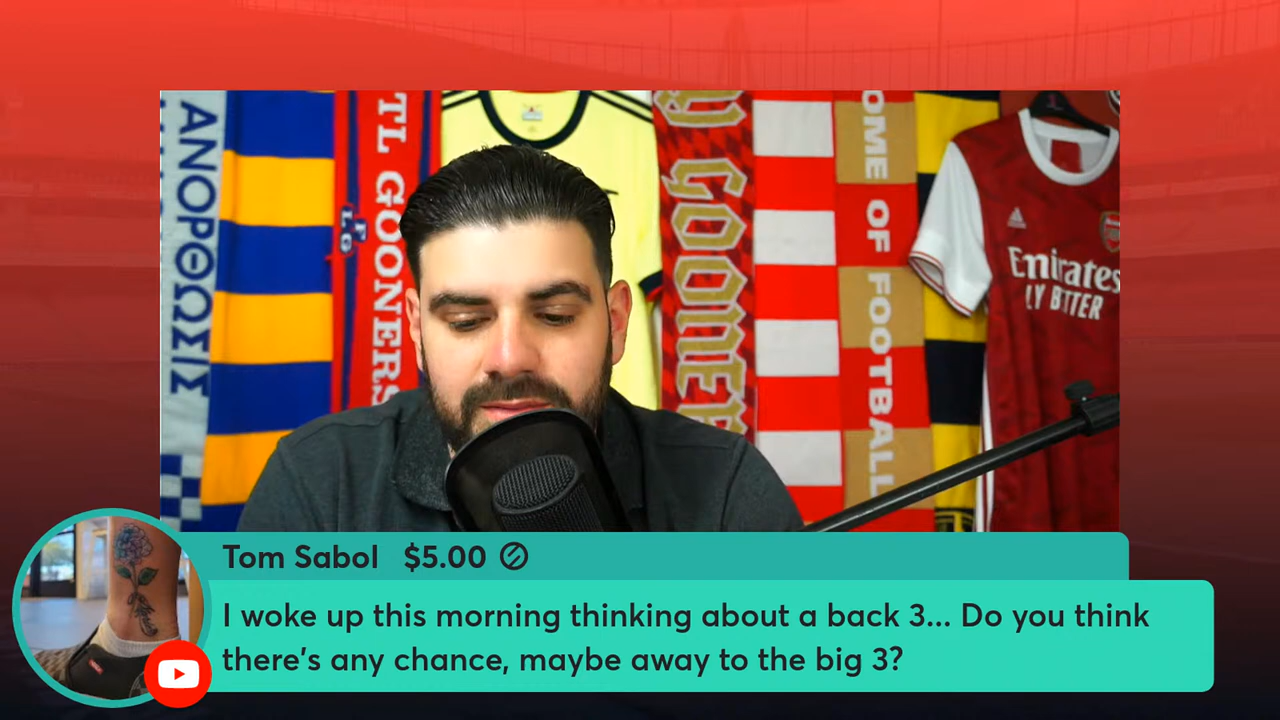 ΑΝΟΡΘΩΣΙΣ
TL GOONERS
GOONER
OME OF FOOTBALL
Emirates
LY BETTER
Tom Sabol $5.00
I woke up this morning thinking about a back 3... Do you think
there's any chance, maybe away to the big 3?